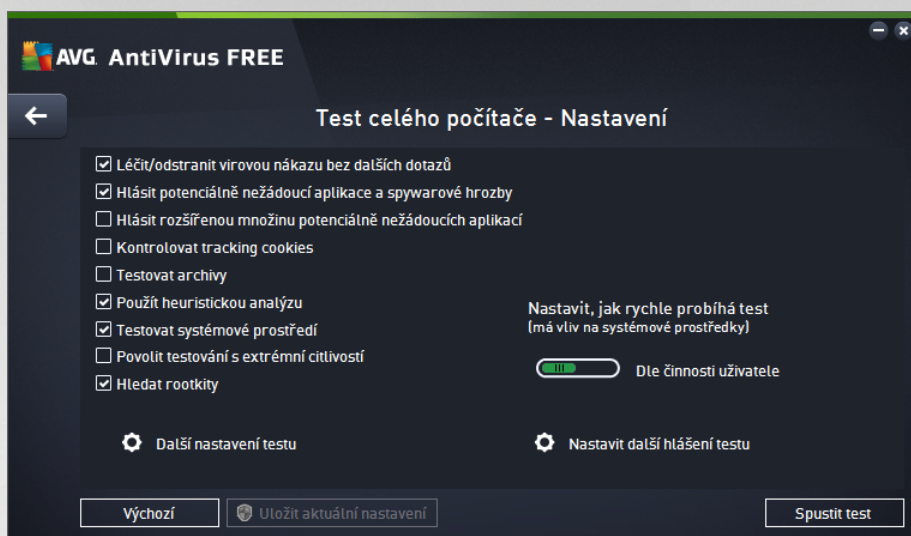 AVG. AntiVirus FREE
Test celého počítače - Nastavení
Léčit/odstranit virovou nákazu bez dalších dotazů
Hlásit potenciálně nežádoucí aplikace a spywarové hrozby
Hlásit rozšířenou množinu potenciálně nežádoucích aplikací
Kontrolovat tracking cookies
Testovat archivy
Použít heuristickou analýzu
Testovat systémové prostředí
Povolit testování s extrémní citlivostí
Hledat rootkity
Nastavit, jak rychle probíhá test
(má vliv na systémové prostředky)
Dle činnosti uživatele
Další nastavení testu
Nastavit další hlášení testu
Výchozí
Uložit aktuální nastavení
Spustit test